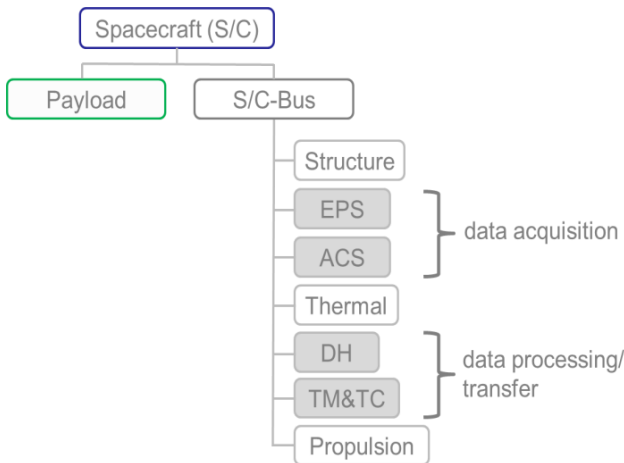 Spacecraft (S/C)
Payload
S/C-Bus
Structure
EPS
data acquisition
ACS
Thermal
DH
data processing/
transfer
TM&TC
Propulsion